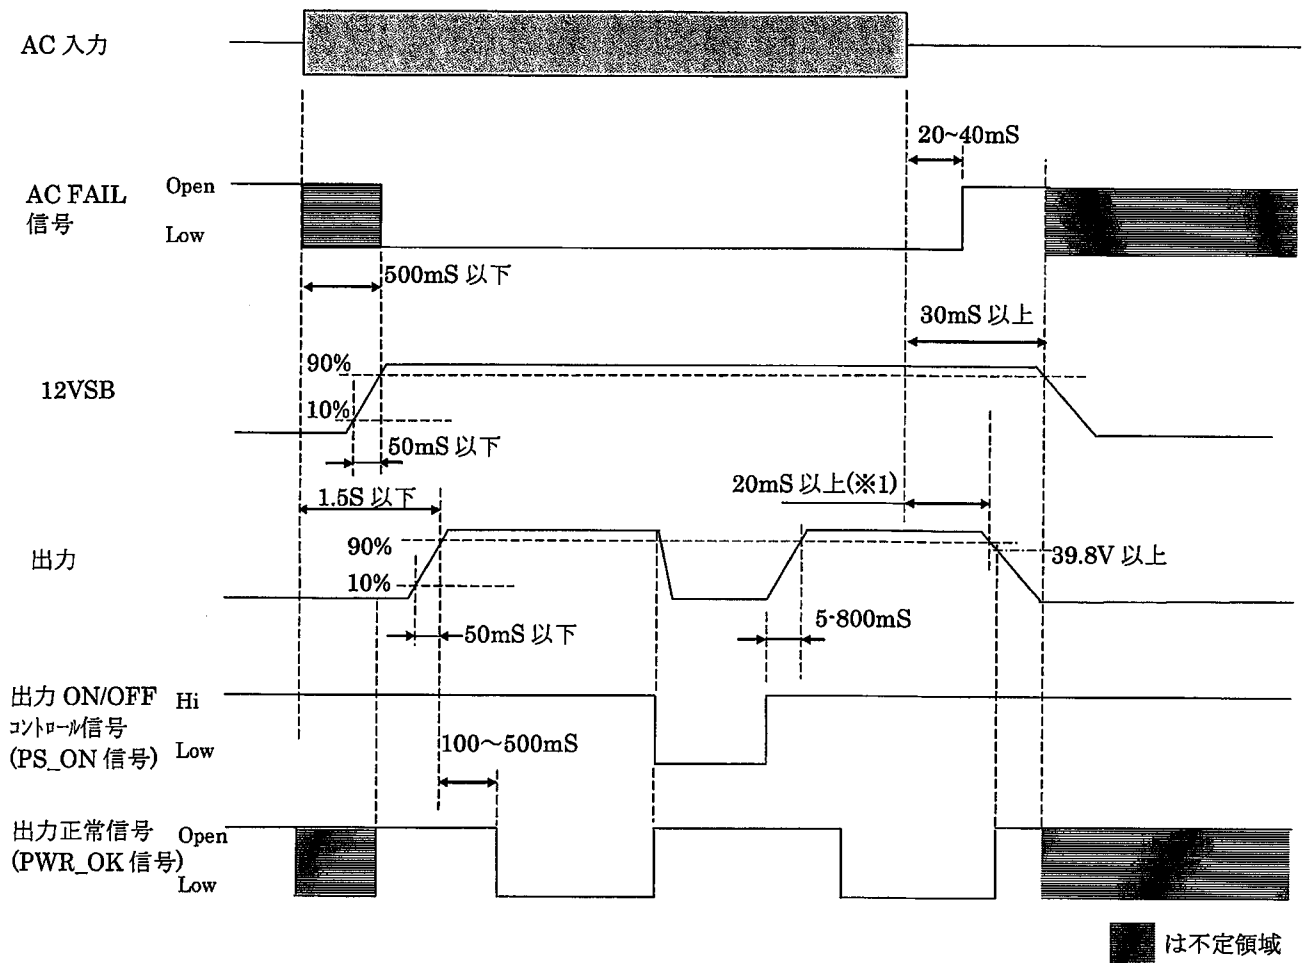 AC 入力
20~40mS
AC FAIL
信号
Open
Low
500mS 以下
30mS 以上
12VSB
90%
10%
50mS 以下
20mS 以上(※1)
1.5S 以下
出力
90%
10%
39.8V 以上
50mS 以下
5-800mS
出力 ON/OFF
コントロール信号
(PS_ON 信号)
Hi
Low
100～500mS
出力正常信号
(PWR_OK 信号)
Open
Low
は不定領域